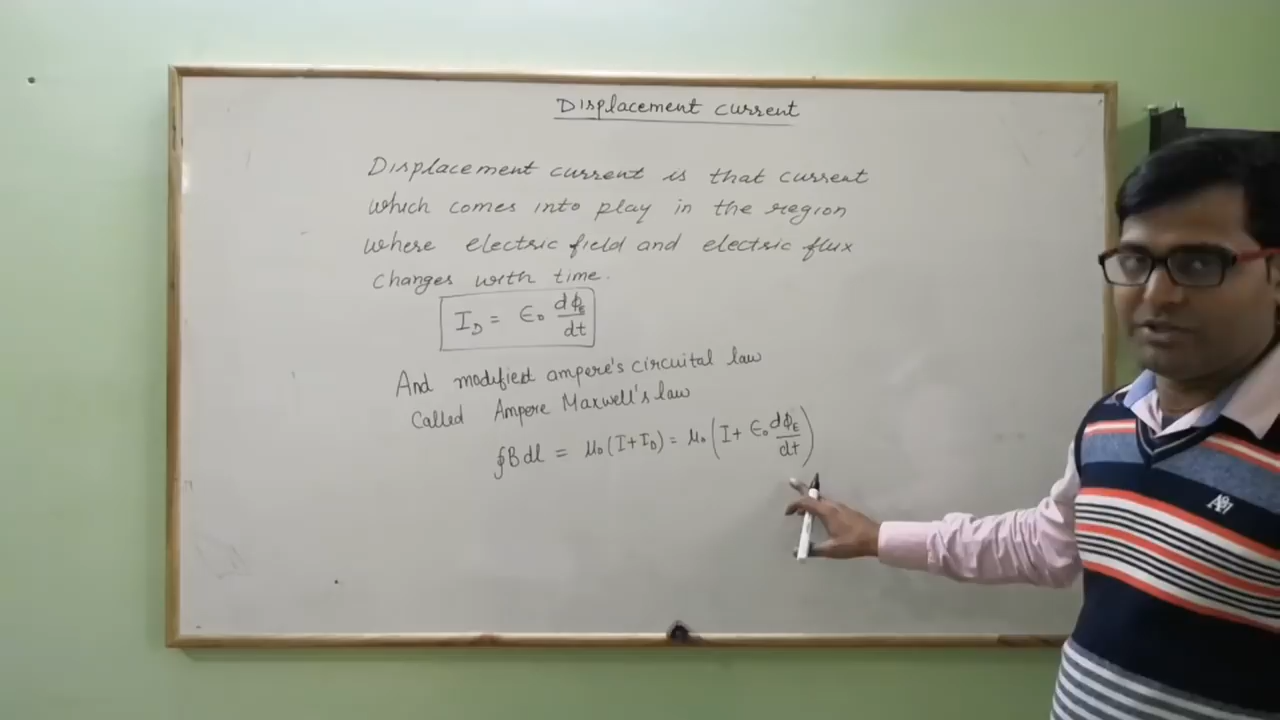 Displacement current
Displacement current is that current
which comes into play in the region
where electric field and electric flux
changes with time.
I_D = ε₀ dϕ_E/dt
And modified ampere's circuital law
Called Ampere Maxwell's law
∮B dl = μ₀(I+I_D) = μ₀(I+ ε₀ dϕ_E/dt)